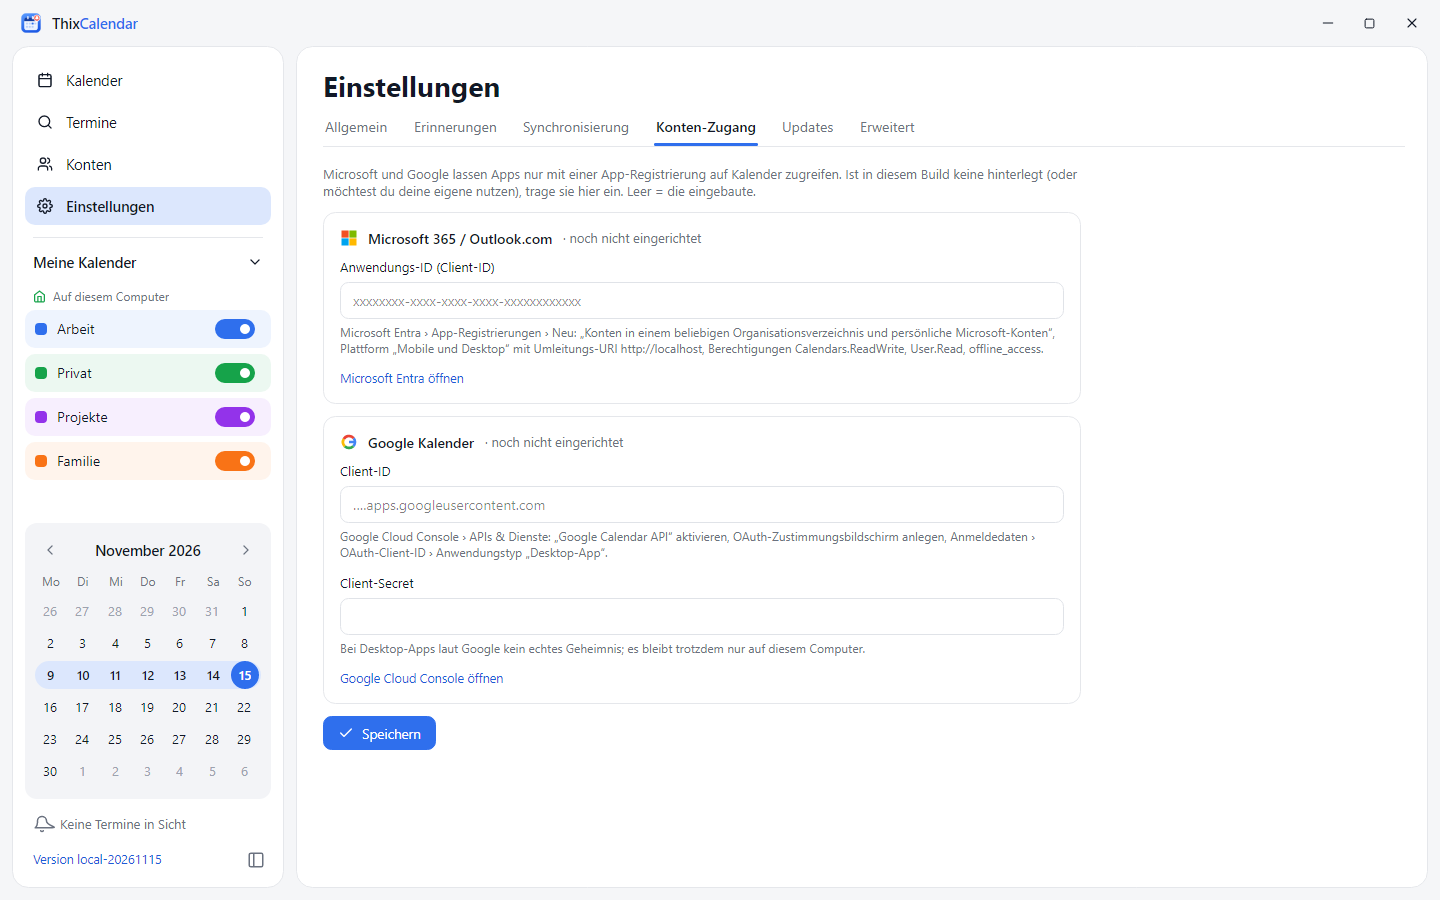 ThixCalendar
Kalender
Termine
Konten
Einstellungen
Meine Kalender
Auf diesem Computer
Arbeit
Privat
Projekte
Familie
November 2026
Mo Di Mi Do Fr Sa So
26 27 28 29 30 31 1
2 3 4 5 6 7 8
9 10 11 12 13 14 15
16 17 18 19 20 21 22
23 24 25 26 27 28 29
30 1 2 3 4 5 6
Keine Termine in Sicht
Version local-20261115
Einstellungen
Allgemein Erinnerungen Synchronisierung Konten-Zugang Updates Erweitert
Microsoft und Google lassen Apps nur mit einer App-Registrierung auf Kalender zugreifen. Ist in diesem Build keine hinterlegt (oder
möchtest du deine eigene nutzen), trage sie hier ein. Leer = die eingebaute.
Microsoft 365 / Outlook.com · noch nicht eingerichtet
Anwendungs-ID (Client-ID)
xxxxxxxx-xxxx-xxxx-xxxx-xxxxxxxxxxxx
Microsoft Entra › App-Registrierungen › Neu: „Konten in einem beliebigen Organisationsverzeichnis und persönliche Microsoft-Konten“,
Plattform „Mobile und Desktop“ mit Umleitungs-URI http://localhost, Berechtigungen Calendars.ReadWrite, User.Read, offline_access.
Microsoft Entra öffnen
Google Kalender · noch nicht eingerichtet
Client-ID
….apps.googleusercontent.com
Google Cloud Console › APIs & Dienste: „Google Calendar API“ aktivieren, OAuth-Zustimmungsbildschirm anlegen, Anmeldedaten ›
OAuth-Client-ID › Anwendungstyp „Desktop-App“.
Client-Secret
Bei Desktop-Apps laut Google kein echtes Geheimnis; es bleibt trotzdem nur auf diesem Computer.
Google Cloud Console öffnen
Speichern